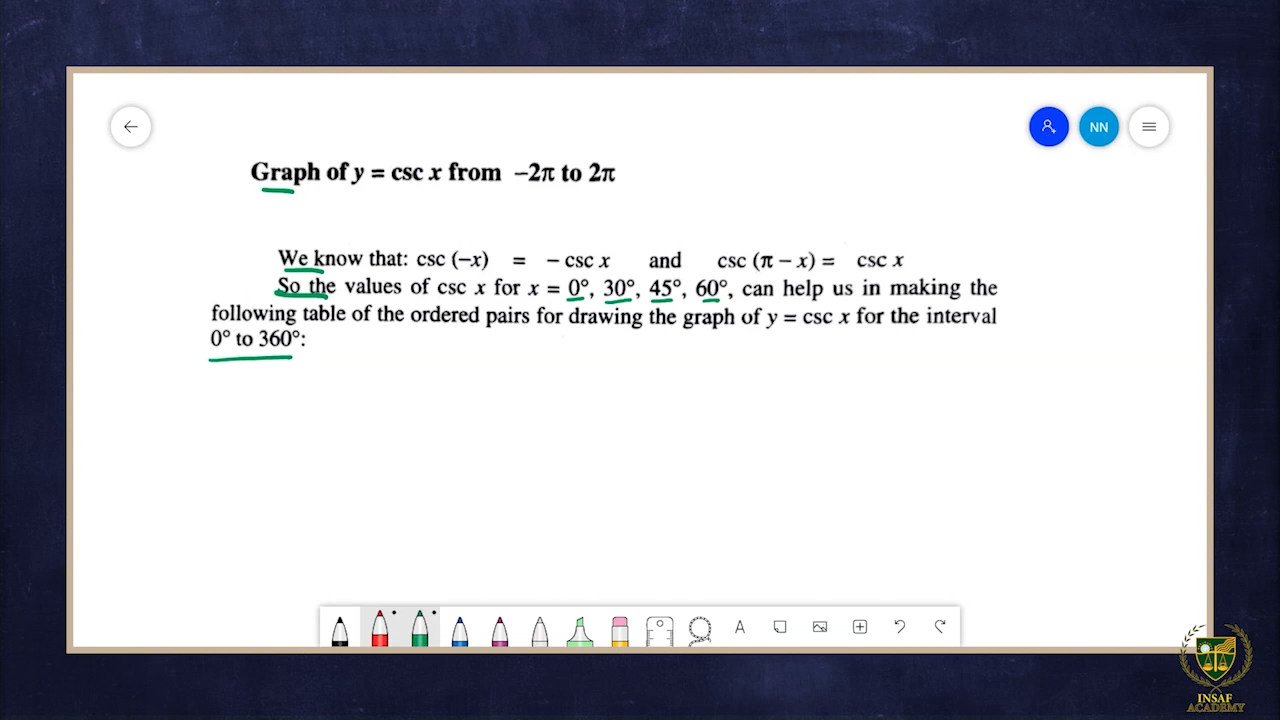 NN
Graph of y = csc x from −2π to 2π
We know that: csc (−x) = − csc x and csc (π − x) = csc x
So the values of csc x for x = 0°, 30°, 45°, 60°, can help us in making the
following table of the ordered pairs for drawing the graph of y = csc x for the interval
0° to 360°:
A
INSAF
ACADEMY